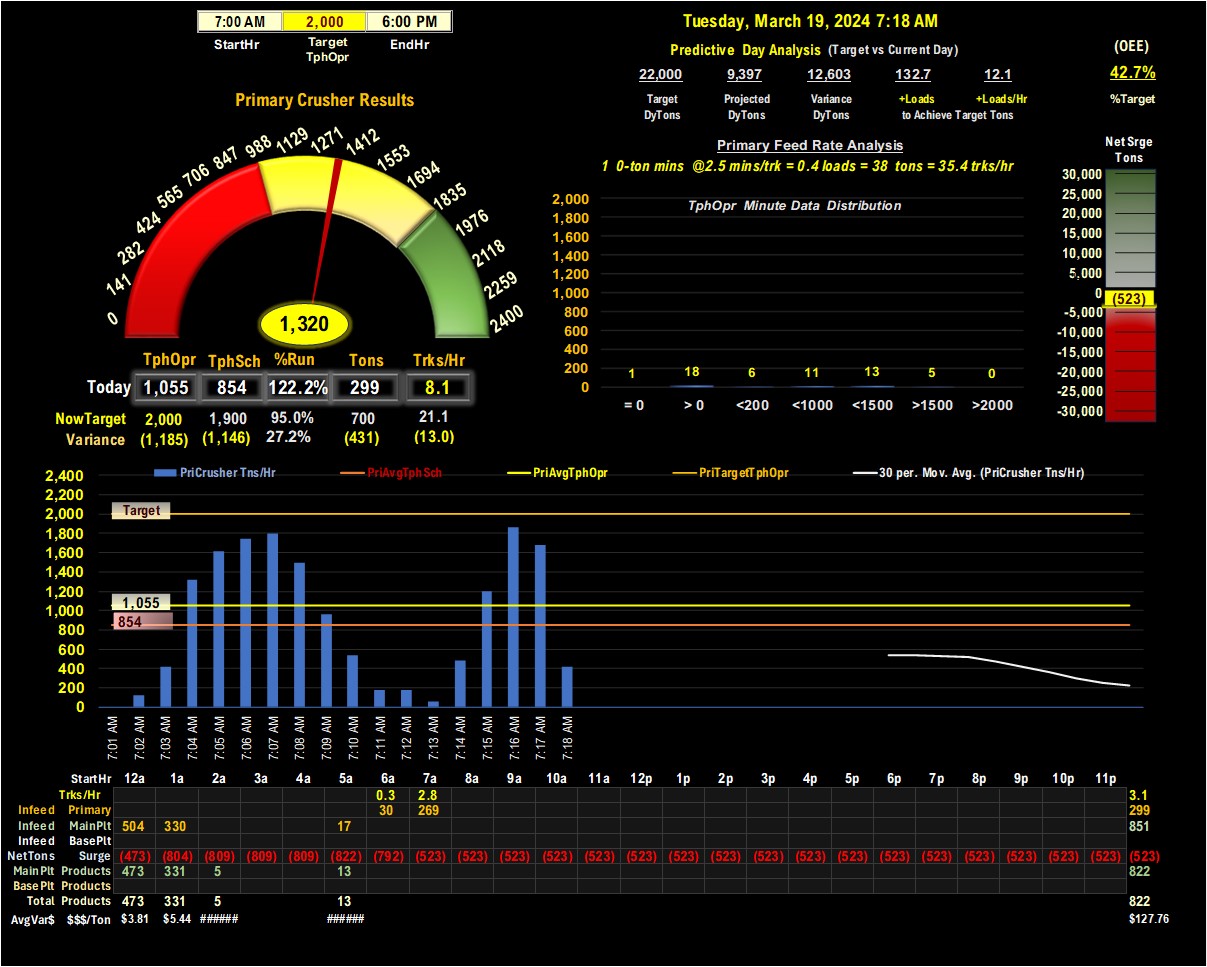 7:00 AM 2,000 6:00 PM
StartHr Target TphOpr EndHr
Tuesday, March 19, 2024 7:18 AM
Predictive Day Analysis (Target vs Current Day)
22,000 9,397 12,603 132.7 12.1
Target DyTons Projected DyTons Variance DyTons +Loads +Loads/Hr
to Achieve Target Tons
(OEE)
42.7%
%Target
Primary Crusher Results
0 141 282 424 565 706 847 988 1129 1271 1412 1553 1694 1835 1976 2118 2259 2400
1,320
TphOpr TphSch %Run Tons Trks/Hr
Today 1,055 854 122.2% 299 8.1
NowTarget 2,000 1,900 95.0% 700 21.1
Variance (1,185) (1,146) 27.2% (431) (13.0)
Primary Feed Rate Analysis
1 0-ton mins @2.5 mins/trk = 0.4 loads = 38 tons = 35.4 trks/hr
TphOpr Minute Data Distribution
2,000
1,800
1,600
1,400
1,200
1,000
800
600
400
200
0
1 18 6 11 13 5 0
= 0 > 0 <200 <1000 <1500 >1500 >2000
Net Srge
Tons
30,000
25,000
20,000
15,000
10,000
5,000
0
(523)
-5,000
-10,000
-15,000
-20,000
-25,000
-30,000
PriCrusher Tns/Hr PriAvgTphSch PriAvgTphOpr PriTargetTphOpr 30 per. Mov. Avg. (PriCrusher Tns/Hr)
2,400
2,200
2,000
1,800
1,600
1,400
1,200
1,000
800
600
400
200
0
Target
1,055
854
7:01 AM 7:02 AM 7:03 AM 7:04 AM 7:05 AM 7:06 AM 7:07 AM 7:08 AM 7:09 AM 7:10 AM 7:11 AM 7:12 AM 7:13 AM 7:14 AM 7:15 AM 7:16 AM 7:17 AM 7:18 AM
StartHr 12a 1a 2a 3a 4a 5a 6a 7a 8a 9a 10a 11a 12p 1p 2p 3p 4p 5p 6p 7p 8p 9p 10p 11p
Trks/Hr 0.3 2.8 3.1
Infeed Primary 30 269 299
Infeed MainPlt 504 330 17 851
Infeed BasePlt
NetTons Surge (473) (804) (809) (809) (809) (822) (792) (523) (523) (523) (523) (523) (523) (523) (523) (523) (523) (523) (523) (523) (523) (523) (523) (523) (523)
MainPlt Products 473 331 5 13 822
BasePlt Products
Total Products 473 331 5 13 822
AvgVar$ $$$/Ton $3.81 $5.44 ###### ###### $127.76